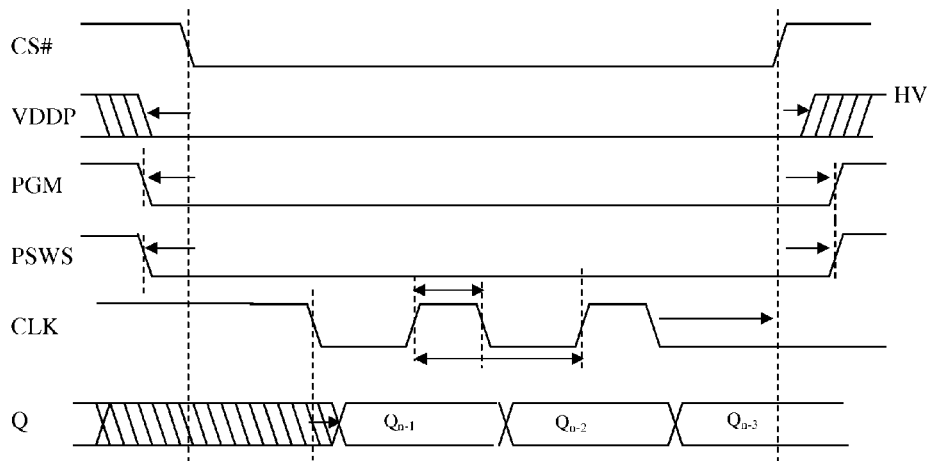 CS#
HV
VDDP
PGM
PSWS
CLK
Q
Qn-1
Qn-2
Qn-3